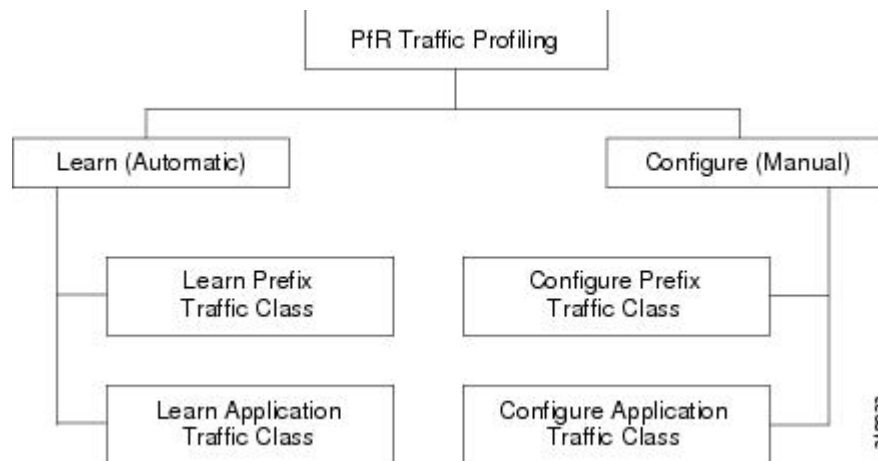 PfR Traffic Profiling
Learn (Automatic)
Configure (Manual)
Learn Prefix
Traffic Class
Configure Prefix
Traffic Class
Learn Application
Traffic Class
Configure Application
Traffic Class